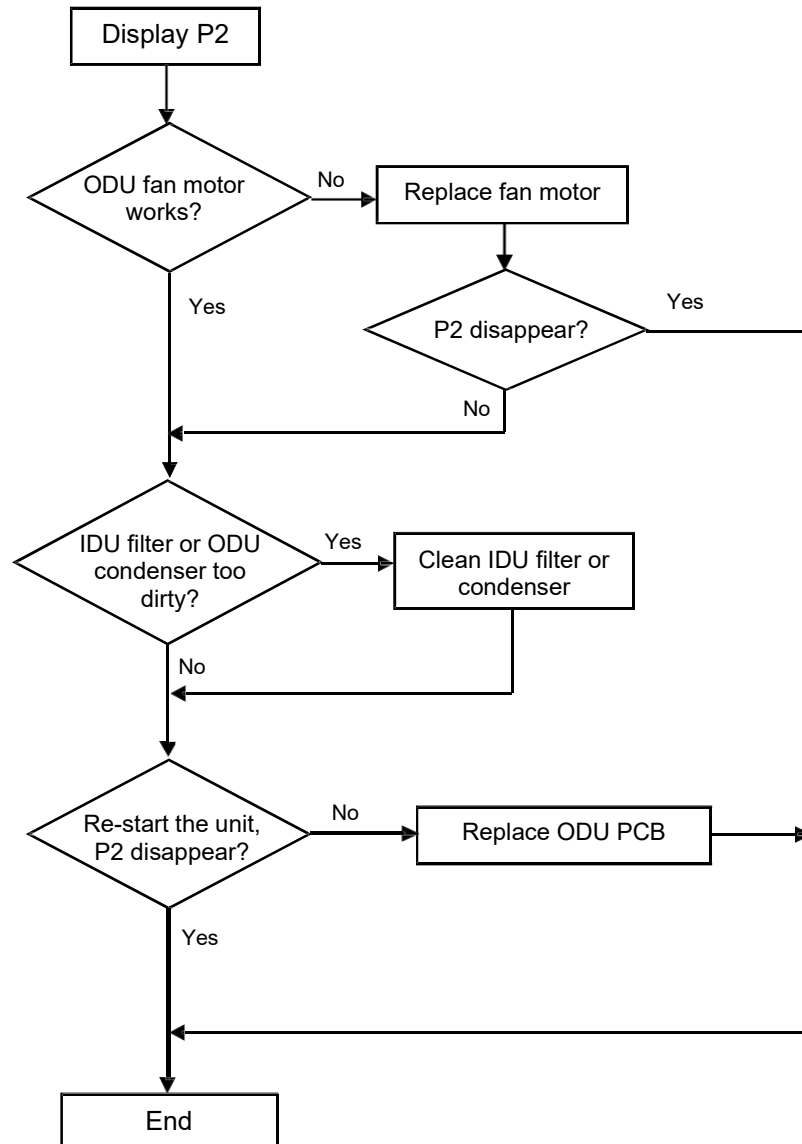 Display P2
ODU fan motor
works?
No
Replace fan motor
Yes
P2 disappear?
Yes
No
IDU filter or ODU
condenser too
dirty?
Yes
Clean IDU filter or
condenser
No
Re-start the unit,
P2 disappear?
No
Replace ODU PCB
Yes
End